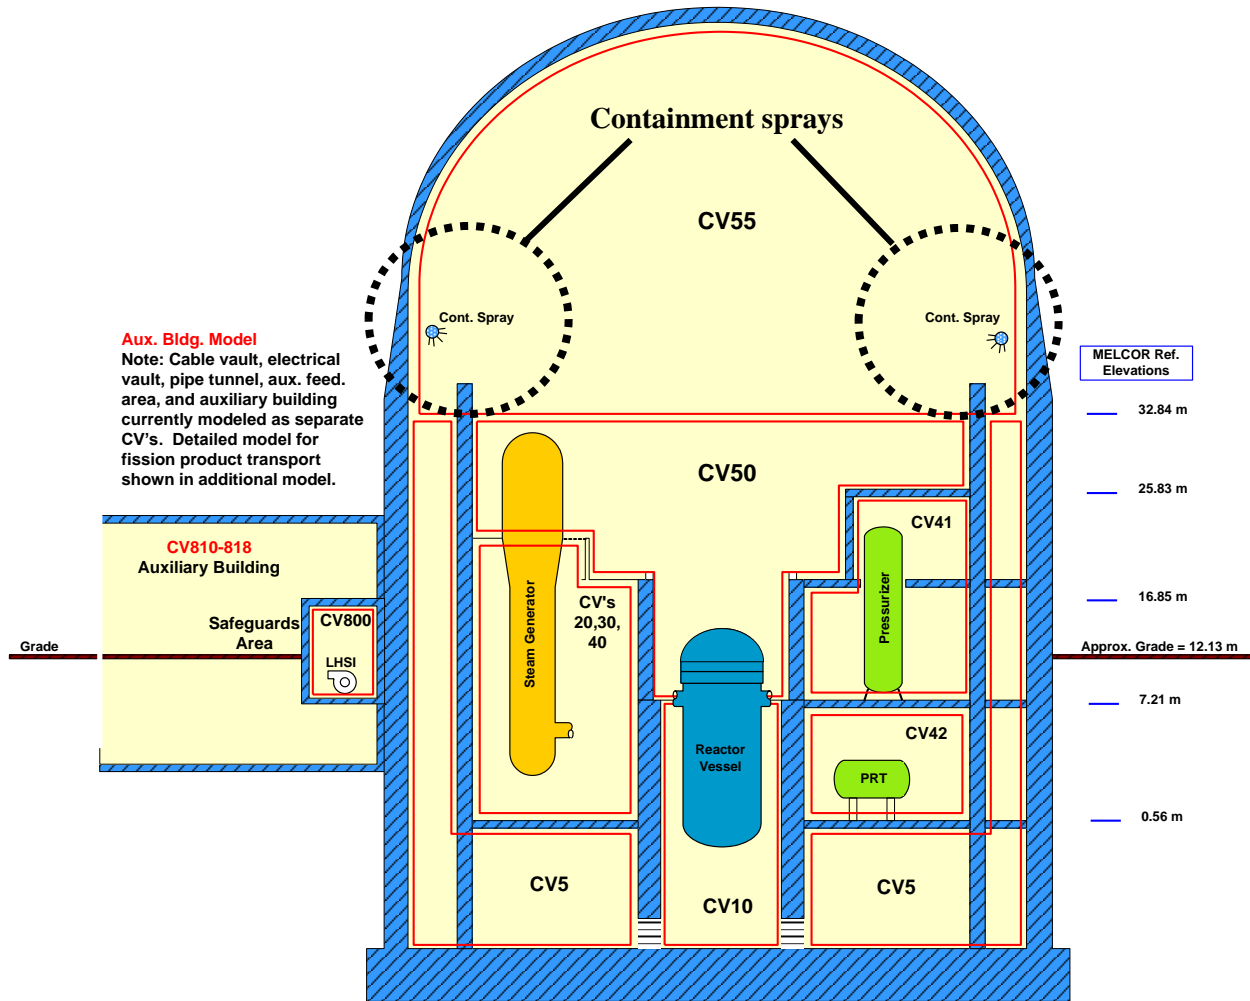 Containment sprays
CV55
Cont. Spray
Cont. Spray
Aux. Bldg. Model
Note: Cable vault, electrical
vault, pipe tunnel, aux. feed.
area, and auxiliary building
currently modeled as separate
CV's. Detailed model for
fission product transport
shown in additional model.
MELCOR Ref.
Elevations
32.84 m
CV50
25.83 m
CV41
CV810-818
Auxiliary Building
Steam Generator
CV's
20,30,
40
Pressurizer
16.85 m
Safeguards
Area
CV800
LHSI
Grade
Approx. Grade = 12.13 m
7.21 m
CV42
Reactor
Vessel
PRT
0.56 m
CV5
CV10
CV5